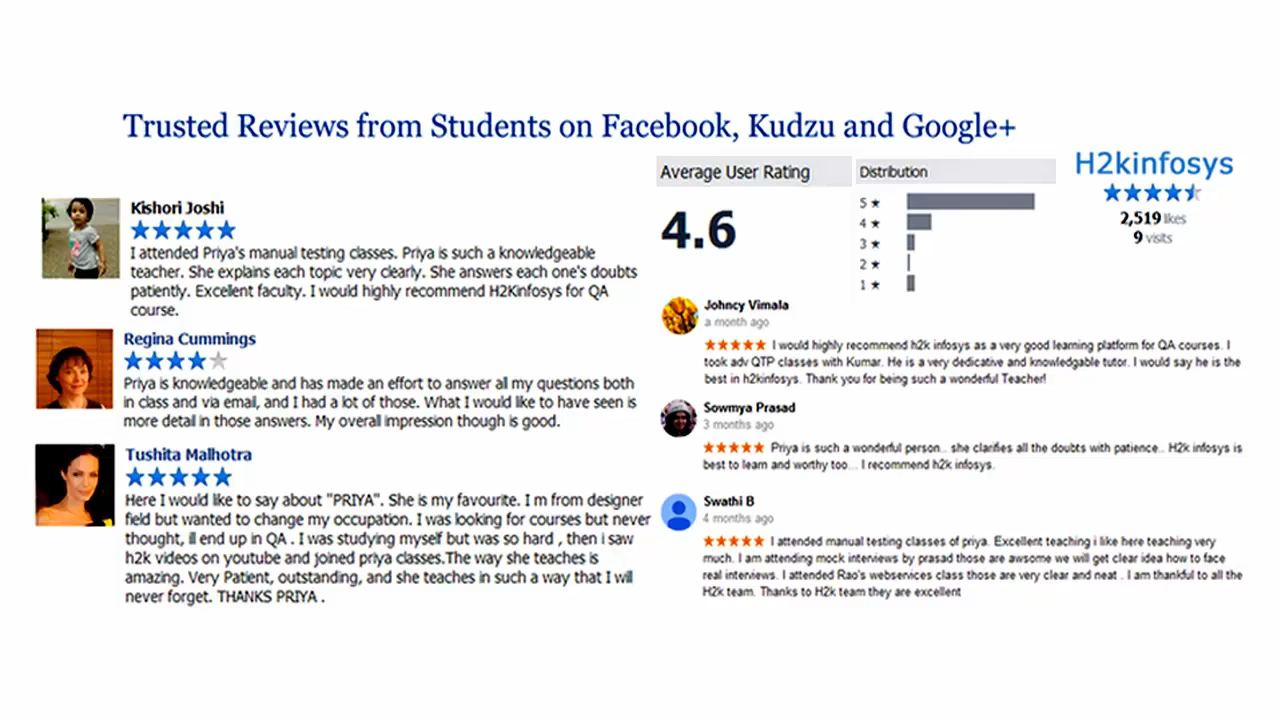 Trusted Reviews from Students on Facebook, Kudzu and Google+
Kishori Joshi
I attended Priya's manual testing classes. Priya is such a knowledgeable
teacher. She explains each topic very clearly. She answers each one's doubts
patiently. Excellent faculty. I would highly recommend H2Kinfosys for QA
course.
Regina Cummings
Priya is knowledgeable and has made an effort to answer all my questions both
in class and via email, and I had a lot of those. What I would like to have seen is
more detail in those answers. My overall impression though is good.
Tushita Malhotra
Here I would like to say about "PRIYA". She is my favourite. I m from designer
field but wanted to change my occupation. I was looking for courses but never
thought, ill end up in QA . I was studying myself but was so hard , then i saw
h2k videos on youtube and joined priya classes.The way she teaches is
amazing. Very Patient, outstanding, and she teaches in such a way that I will
never forget. THANKS PRIYA .
Average User Rating
4.6
Distribution
5 ★
4 ★
3 ★
2 ★
1 ★
H2kinfosys
2,519 likes
9 visits
Johncy Vimala
a month ago
I would highly recommend h2k infosys as a very good learning platform for QA courses. I
took adv QTP classes with Kumar. He is a very dedicative and knowledgable tutor. I would say he is the
best in h2kinfosys. Thank you for being such a wonderful Teacher!
Sowmya Prasad
3 months ago
Priya is such a wonderful person.. she clarifies all the doubts with patience.. H2k infosys is
best to learn and worthy too... I recommend h2k infosys.
Swathi B
4 months ago
I attended manual testing classes of priya. Excellent teaching i like here teaching very
much. I am attending mock interviews by prasad those are awsome we will get clear idea how to face
real interviews. I attended Rao's webservices class those are very clear and neat . I am thankful to all the
H2k team. Thanks to H2k team they are excellent